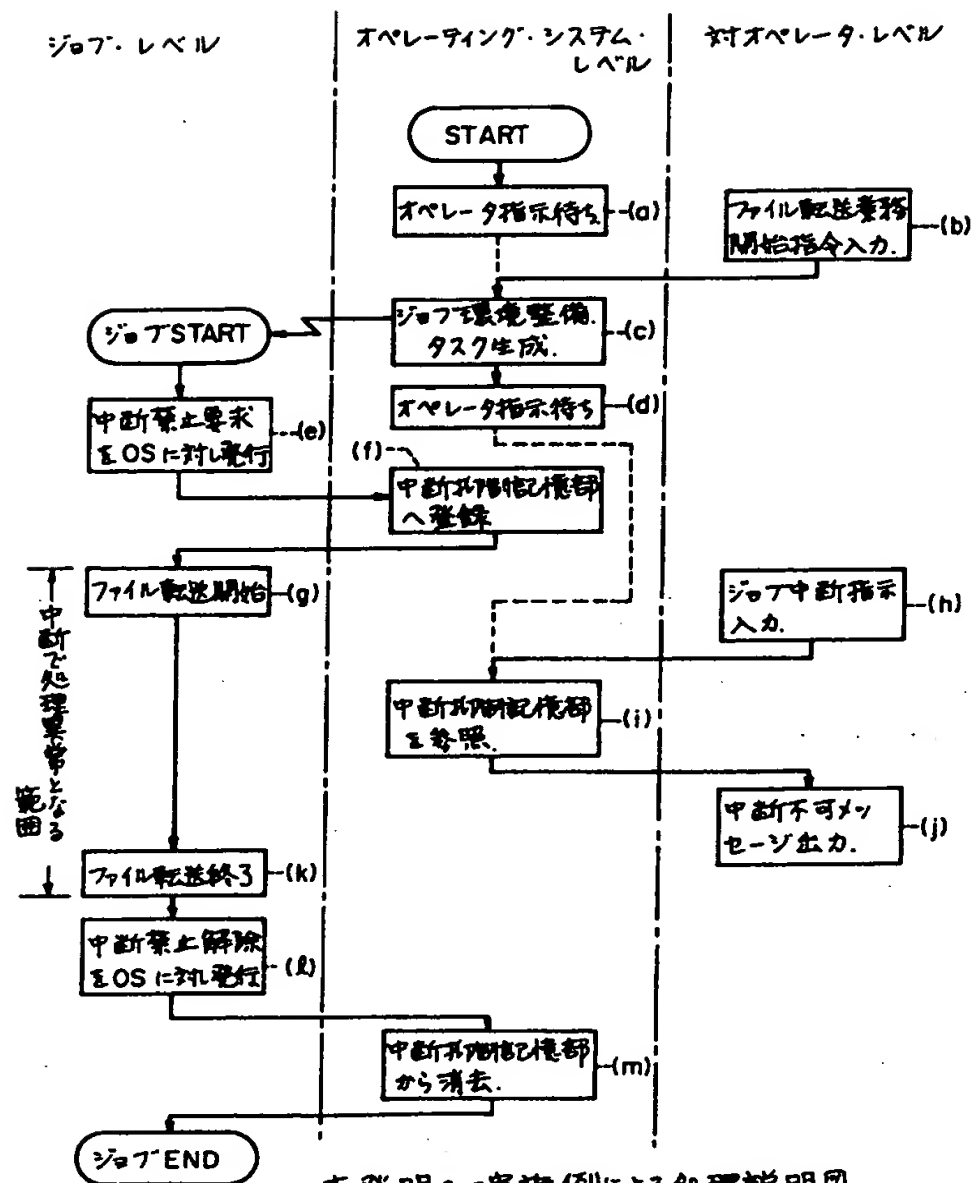 ジョブ・レベル
オペレーティング・システム・
レベル
対オペレータ・レベル
START
オペレータ指示待ち
(a)
ファイル転送業務
開始指令入力.
(b)
ジョブSTART
ジョブ環境整備.
タスク生成.
(c)
オペレータ指示待ち
(d)
中断禁止要求
をOSに対し発行
(e)
(f)
中断抑階記憶部
へ登録
ファイル転送開始
(g)
中断で処理異常となる
範囲
ジョブ中断指示
入力.
(h)
中断抑階記憶部
を参照.
(i)
中断不可メッ
セージ出力.
(j)
ファイル転送終了
(k)
中断禁止解除
をOSに対し発行
(l)
中断抑階記憶部
から消去.
(m)
ジョブEND
本発明の一実施例による処理説明図